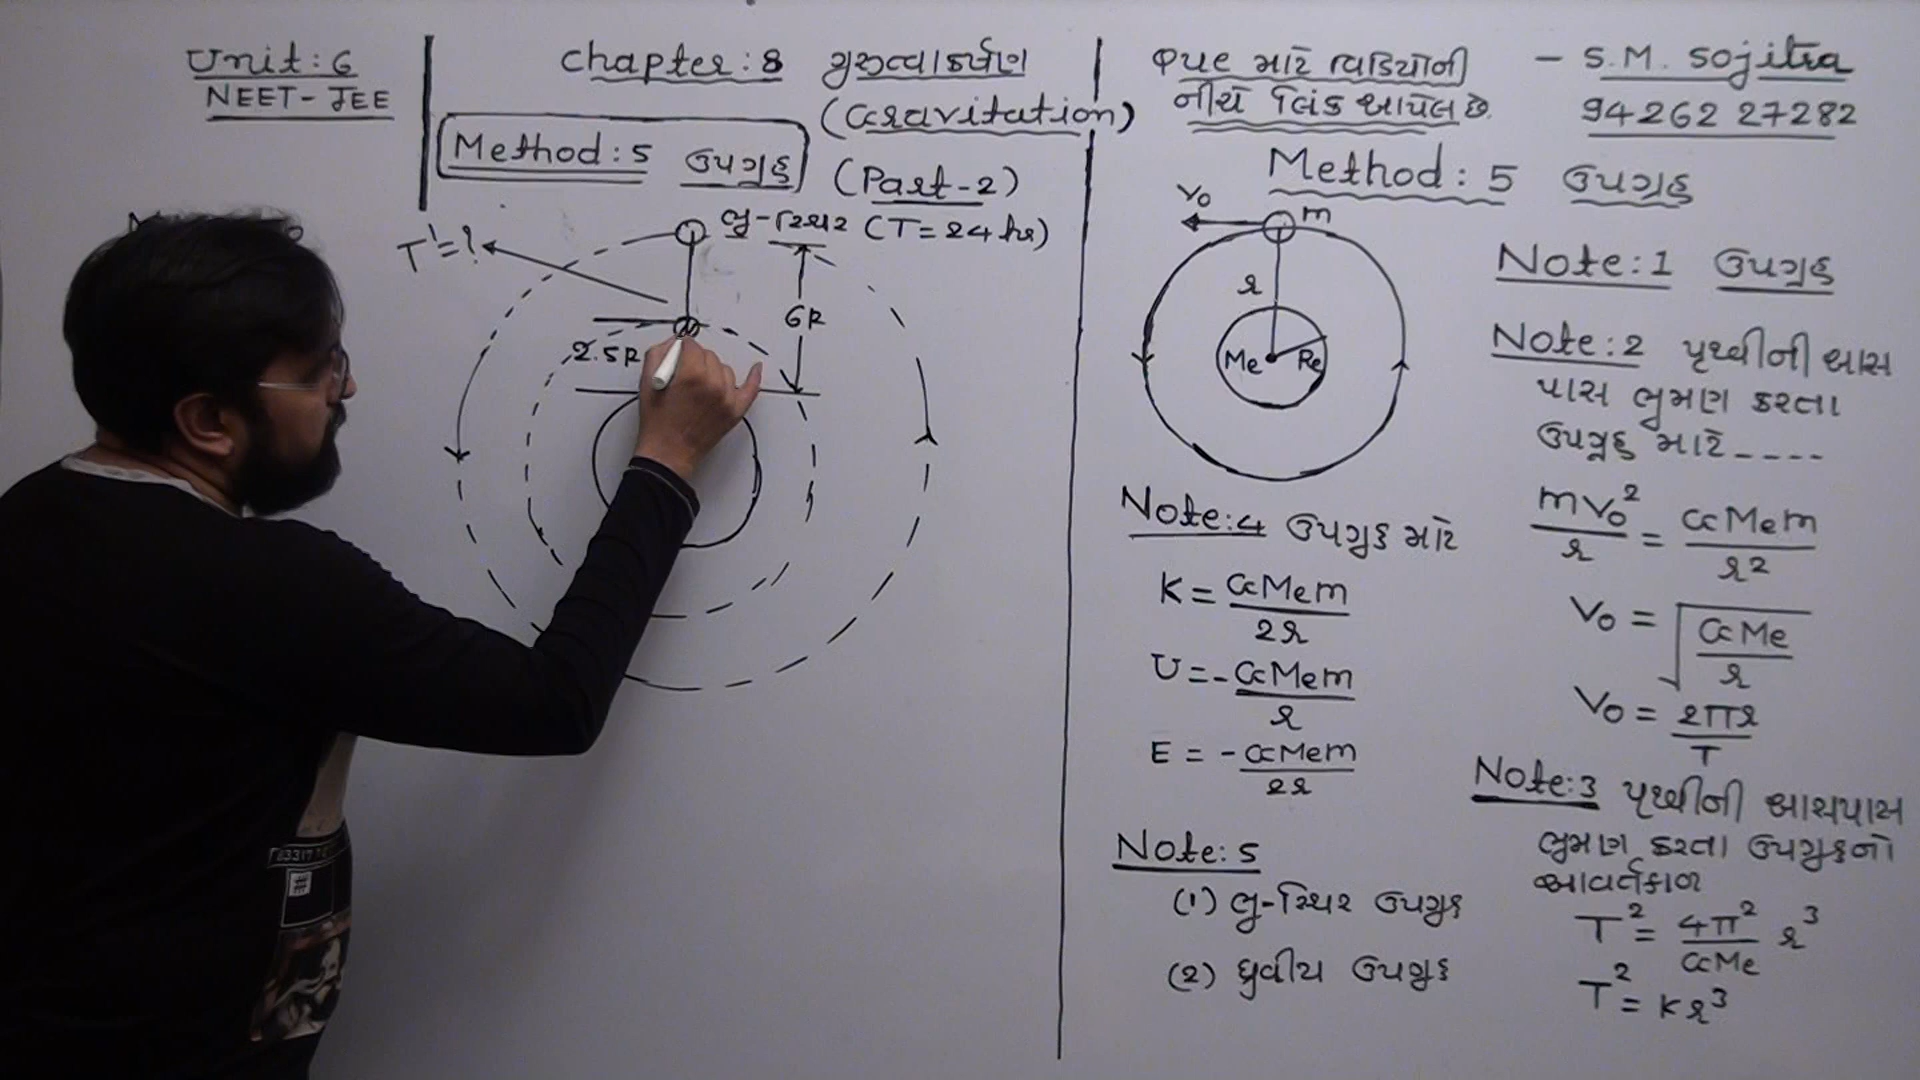 Unit : 6
NEET - JEE
Chapter : 8 ગુરુત્વાકર્ષણ
(Gravitation)
Method : 5 ઉપગ્રહ
(Part-2)
ભૂ-સ્થિર (T = 24 hr)
T' = ?
6R
2.5R
PDF માટે વિડિયોની
નીચે લિંક આપેલ છે.
- S. M. Sojitra
94262 27282
Method : 5 ઉપગ્રહ
V₀
m
r
Me
Re
Note : 1 ઉપગ્રહ
Note : 2 પૃથ્વીની આસ
પાસ ભ્રમણ કરતા
ઉપગ્રહ માટે ----
mV₀²/r = GMem/r²
V₀ = √(GMe/r)
V₀ = 2πr/T
Note : 3 પૃથ્વીની આસપાસ
ભ્રમણ કરતા ઉપગ્રહનો
આવર્તકાળ
T² = 4π²/GMe r³
T² = Kr³
Note : 4 ઉપગ્રહ માટે
K = GMem/2r
U = - GMem/r
E = - GMem/2r
Note : 5
(1) ભૂ-સ્થિર ઉપગ્રહ
(2) ધ્રુવીય ઉપગ્રહ